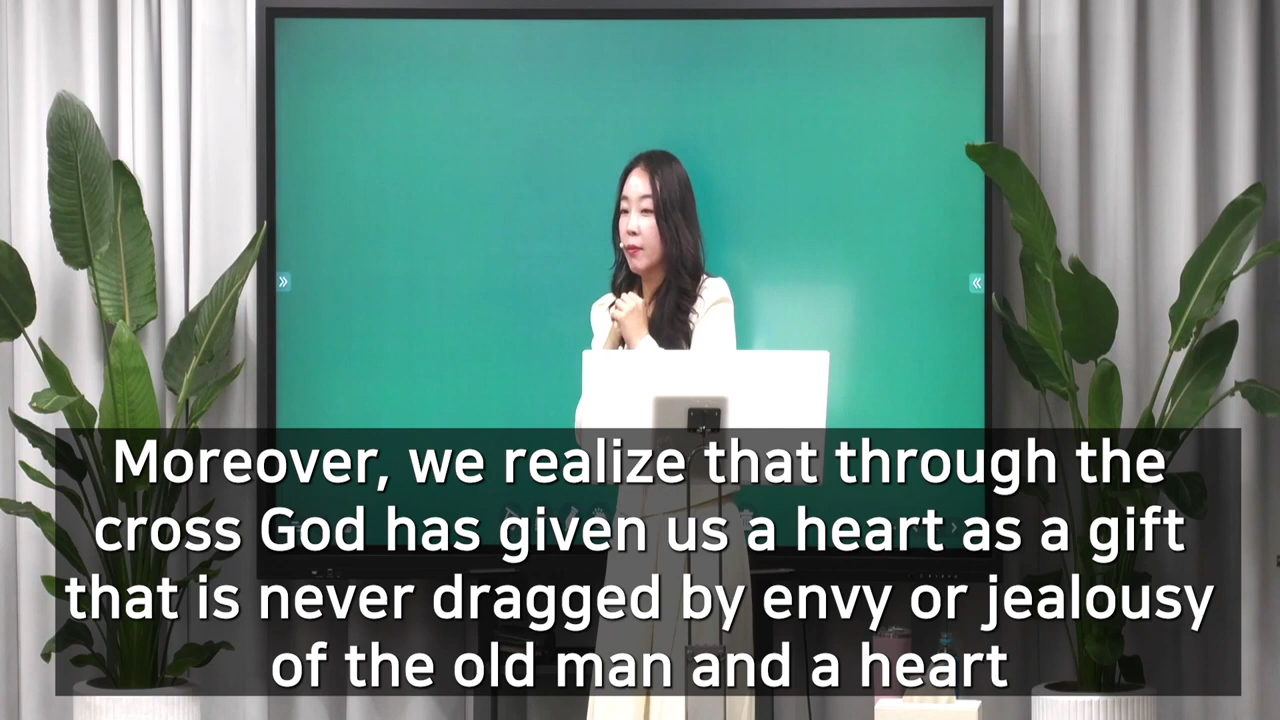 Moreover, we realize that through the
cross God has given us a heart as a gift
that is never dragged by envy or jealousy
of the old man and a heart